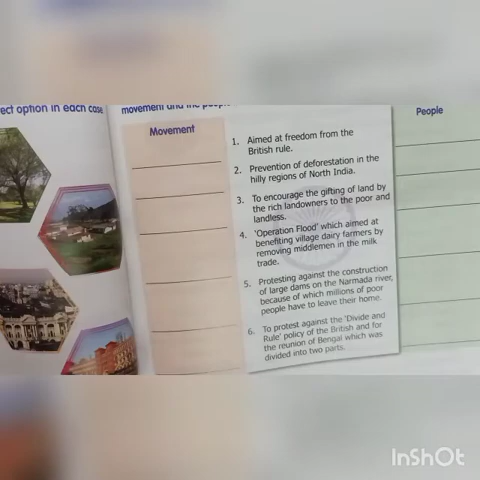 ect option in each case
movement and the people
Movement
People
1. Aimed at freedom from the
British rule.
2. Prevention of deforestation in the
hilly regions of North India.
3. To encourage the gifting of land by
the rich landowners to the poor and
landless.
4. 'Operation Flood' which aimed at
benefiting village dairy farmers by
removing middlemen in the milk
trade.
5. Protesting against the construction
of large dams on the Narmada river,
because of which millions of poor
people have to leave their home.
6. To protest against the 'Divide and
Rule' policy of the British and for
the reunion of Bengal which was
divided into two parts.
InShOt